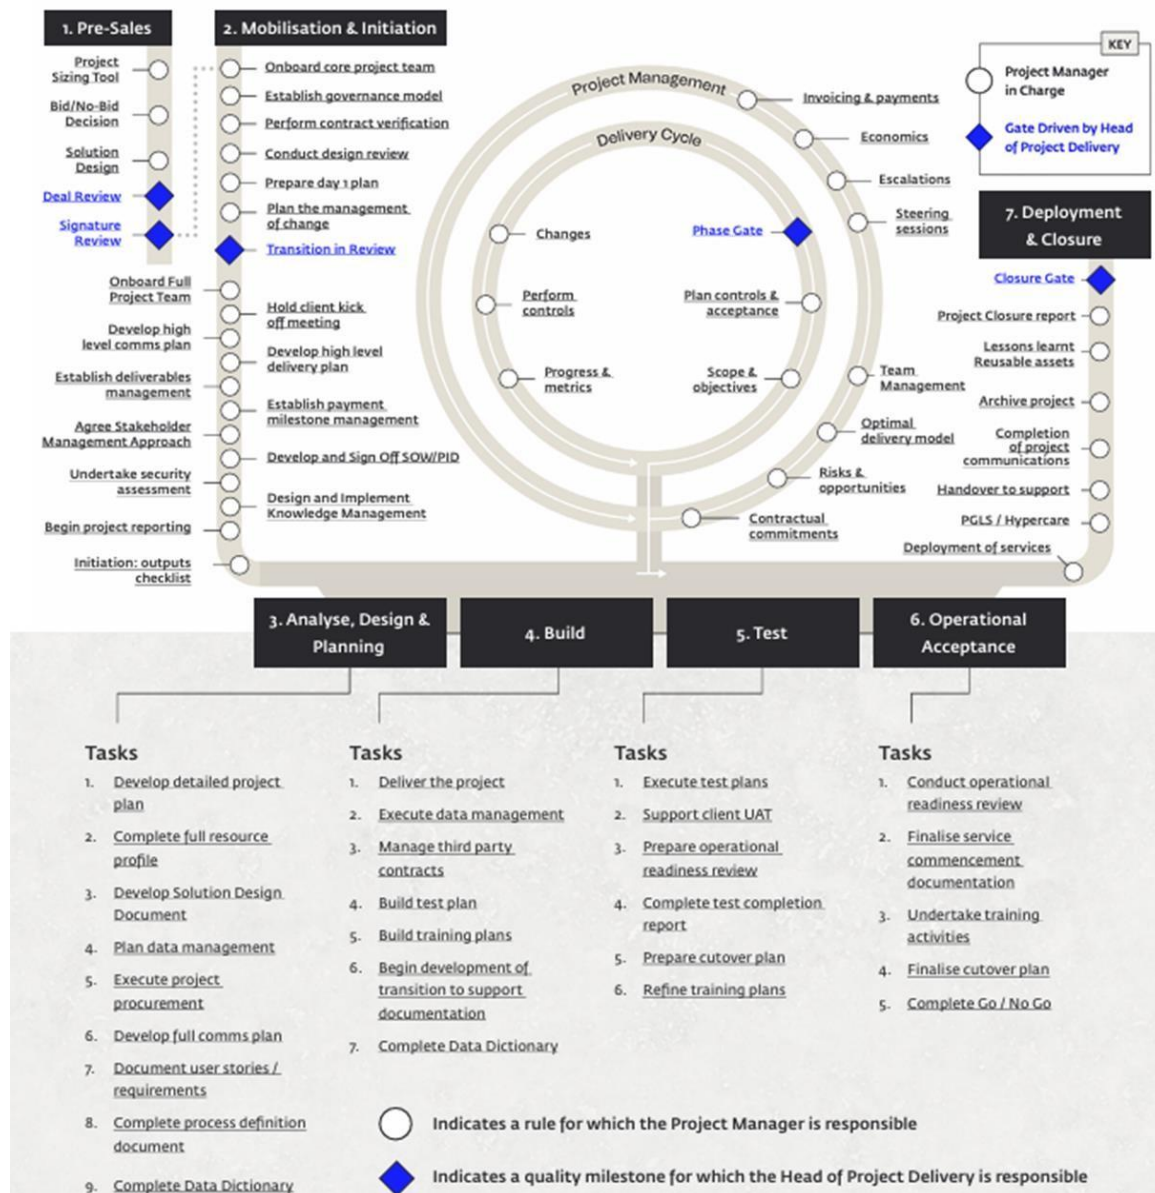 1. Pre-Sales
Project
Sizing Tool
Bid/No-Bid
Decision
Solution
Design
Deal Review
Signature
Review
2. Mobilisation & Initiation
Onboard core project team
Establish governance model
Perform contract verification
Conduct design review
Prepare day 1 plan
Plan the management
of change
Transition in Review
Onboard Full
Project Team
Hold client kick
off meeting
Develop high
level comms plan
Develop high level
delivery plan
Establish deliverables
management
Establish payment
milestone management
Agree Stakeholder
Management Approach
Develop and Sign Off SOW/PID
Undertake security
assessment
Design and Implement
Knowledge Management
Begin project reporting
Initiation: outputs
checklist
Project Management
Delivery Cycle
Changes
Perform
controls
Progress &
metrics
Phase Gate
Plan controls &
acceptance
Scope &
objectives
Invoicing & payments
Economics
Escalations
Steering
sessions
Team
Management
Optimal
delivery model
Risks &
opportunities
Contractual
commitments
KEY
Project Manager
in Charge
Gate Driven by Head
of Project Delivery
7. Deployment
& Closure
Closure Gate
Project Closure report
Lessons learnt
Reusable assets
Archive project
Completion
of project
communications
Handover to support
PGLS / Hypercare
Deployment of services
3. Analyse, Design &
Planning
4. Build
5. Test
6. Operational
Acceptance
Tasks
1. Develop detailed project
plan
2. Complete full resource
profile
3. Develop Solution Design
Document
4. Plan data management
5. Execute project
procurement
6. Develop full comms plan
7. Document user stories /
requirements
8. Complete process definition
document
9. Complete Data Dictionary
Tasks
1. Deliver the project
2. Execute data management
3. Manage third party
contracts
4. Build test plan
5. Build training plans
6. Begin development of
transition to support
documentation
7. Complete Data Dictionary
Tasks
1. Execute test plans
2. Support client UAT
3. Prepare operational
readiness review
4. Complete test completion
report
5. Prepare cutover plan
6. Refine training plans
Tasks
1. Conduct operational
readiness review
2. Finalise service
commencement
documentation
3. Undertake training
activities
4. Finalise cutover plan
5. Complete Go / No Go
Indicates a rule for which the Project Manager is responsible
Indicates a quality milestone for which the Head of Project Delivery is responsible